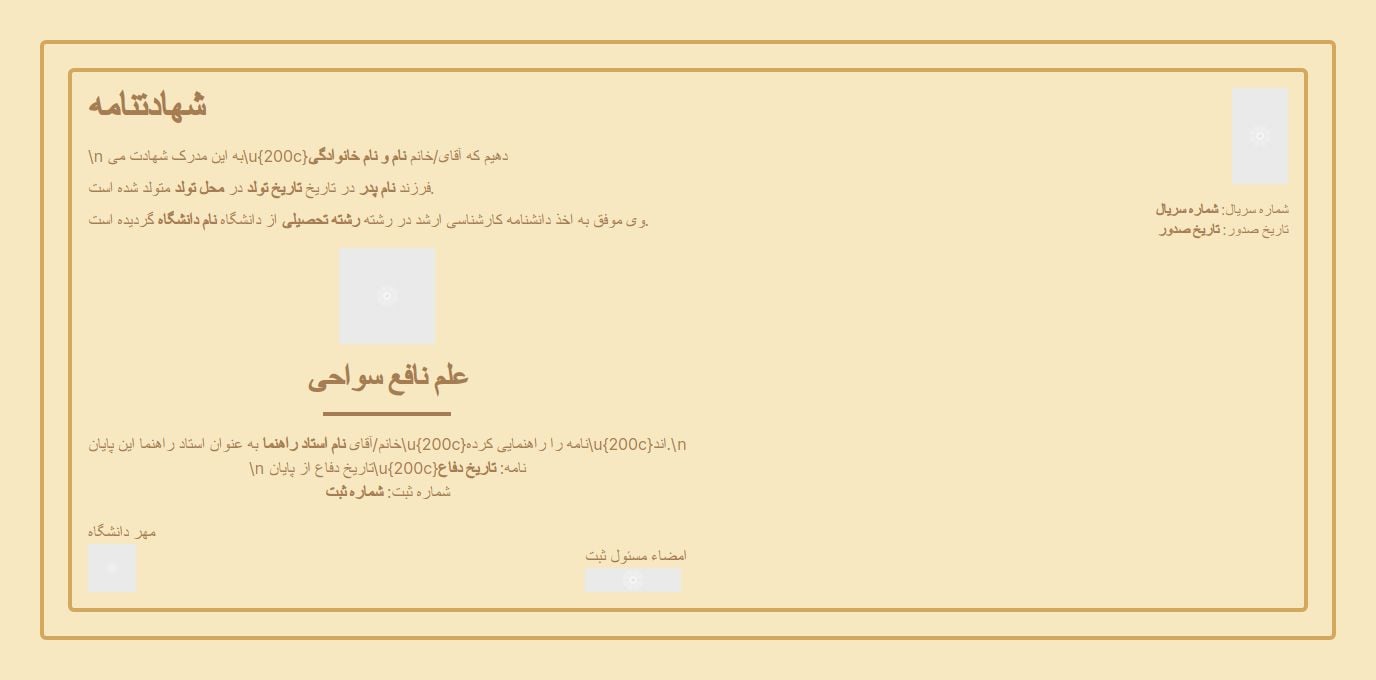 شهادتنامه
\n به این مدرک شهادت می\u{200c}دهیم که آقای/خانم نام و نام خانوادگی
فرزند نام پدر در تاریخ تاریخ تولد در محل تولد متولد شده است.
وی موفق به اخذ دانشنامه کارشناسی ارشد در رشته رشته تحصیلی از دانشگاه نام دانشگاه گردیده است.
شماره سریال: شماره سریال
تاریخ صدور: تاریخ صدور
علم نافع سواحی
خانم/آقای نام استاد راهنما به عنوان استاد راهنما این پایان\u{200c}نامه را راهنمایی کرده\u{200c}اند.\n
\n تاریخ دفاع از پایان\u{200c}نامه: تاریخ دفاع
شماره ثبت: شماره ثبت
مهر دانشگاه
امضاء مسئول ثبت